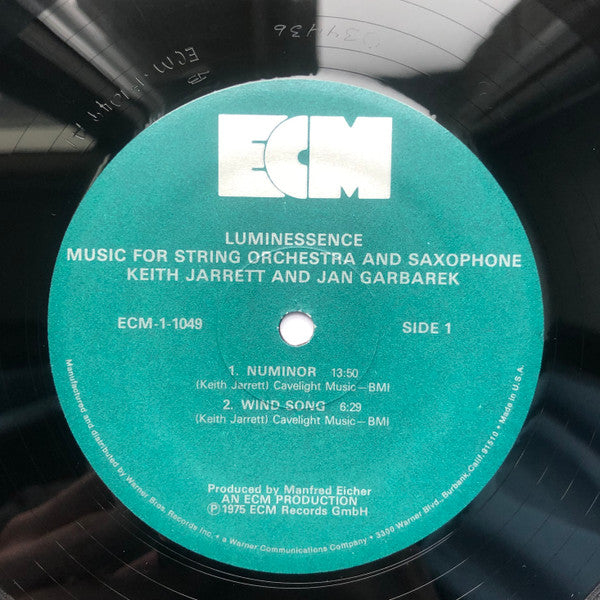 ECM
LUMINESSENCE
MUSIC FOR STRING ORCHESTRA AND SAXOPHONE
KEITH JARRETT AND JAN GARBAREK
ECM-1-1049
SIDE 1
1. NUMINOR 13:50
(Keith Jarrett) Cavelight Music—BMI
2. WIND SONG 6:29
(Keith Jarrett) Cavelight Music—BMI
Produced by Manfred Eicher
AN ECM PRODUCTION
℗ 1975 ECM Records GmbH
Manufactured and distributed by Warner Bros. Records Inc. • a Warner Communications Company • 3300 Warner Blvd., Burbank, Calif. 91510 • Made in U.S.A.